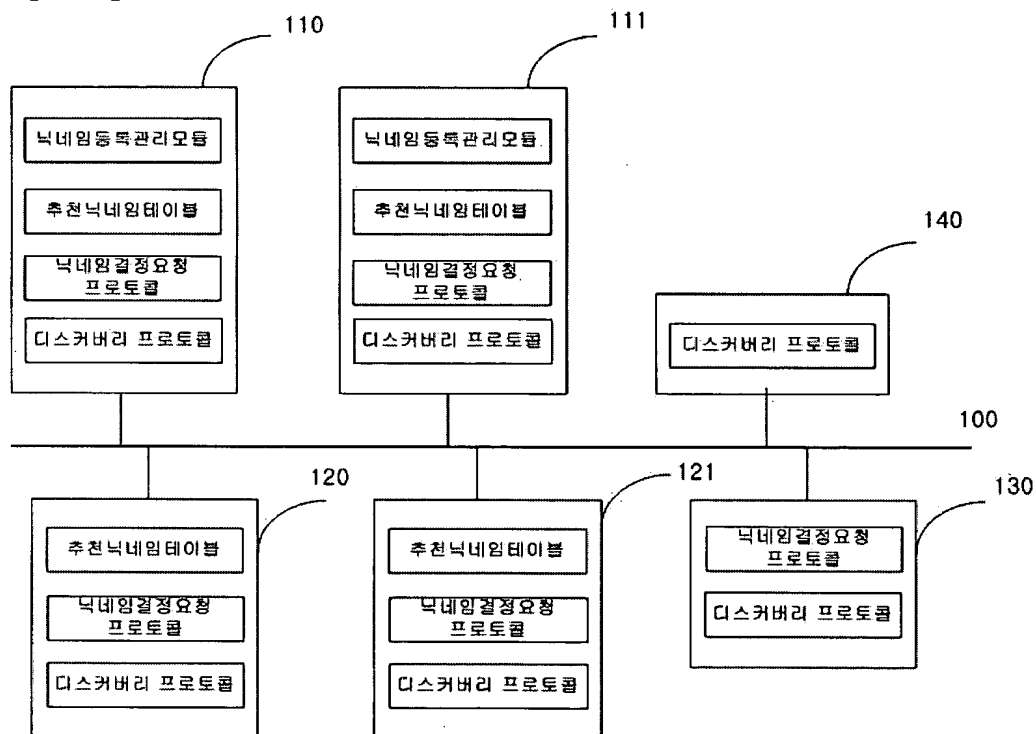 110
닉네임등록관리모듈
추천닉네임테이블
닉네임결정요청
프로토콜
디스커버리 프로토콜
111
닉네임등록관리모듈
추천닉네임테이블
닉네임결정요청
프로토콜
디스커버리 프로토콜
140
디스커버리 프로토콜
100
120
추천닉네임테이블
닉네임결정요청
프로토콜
디스커버리 프로토콜
121
추천닉네임테이블
닉네임결정요청
프로토콜
디스커버리 프로토콜
130
닉네임결정요청
프로토콜
디스커버리 프로토콜